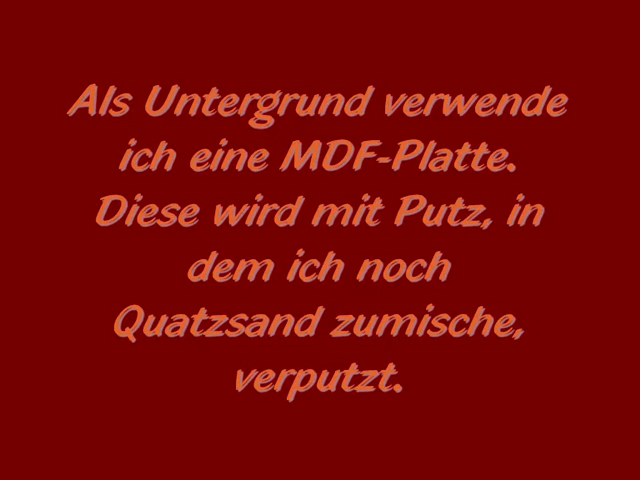 Als Untergrund verwende
ich eine MDF-Platte.
Diese wird mit Putz, in
dem ich noch
Quatzsand zumische,
verputzt.